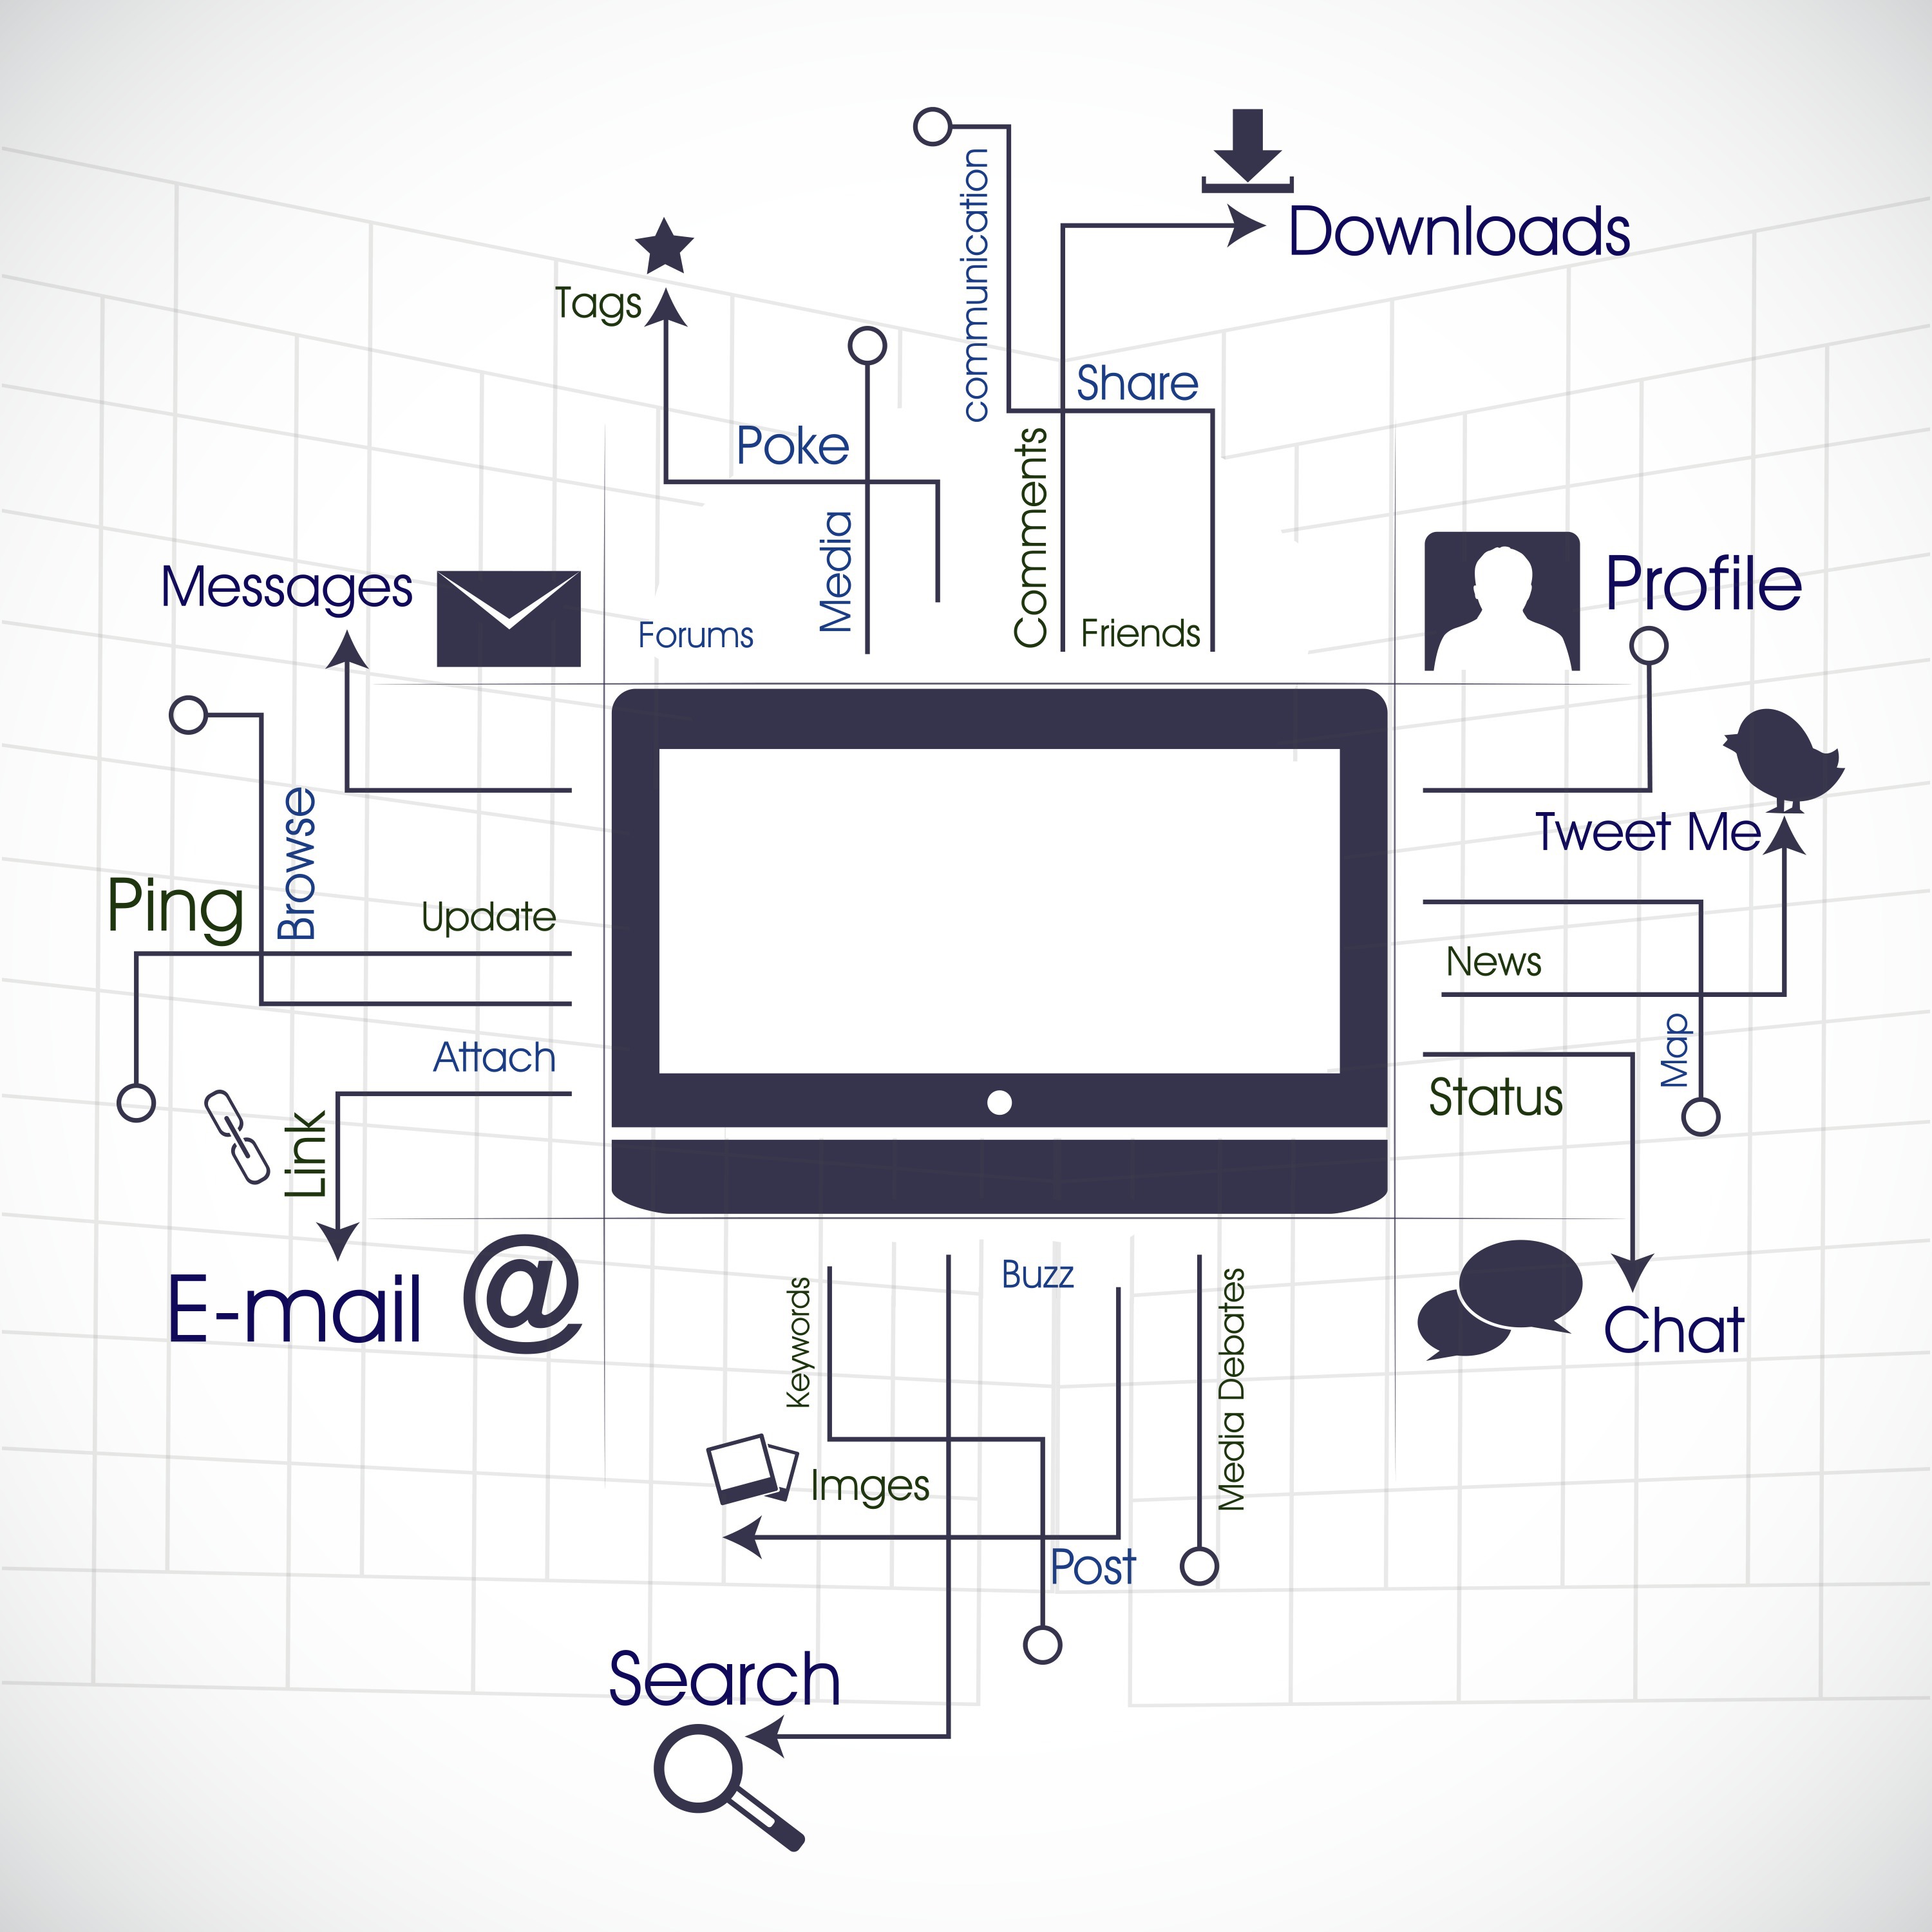 communication
Downloads
Tags
Share
Poke
Comments
Media
Messages
Forums
Friends
Profile
Browse
Tweet Me
Ping
Update
News
Map
Attach
Status
Link
E-mail
Keywords
Buzz
Media Debates
Chat
Imges
Post
Search